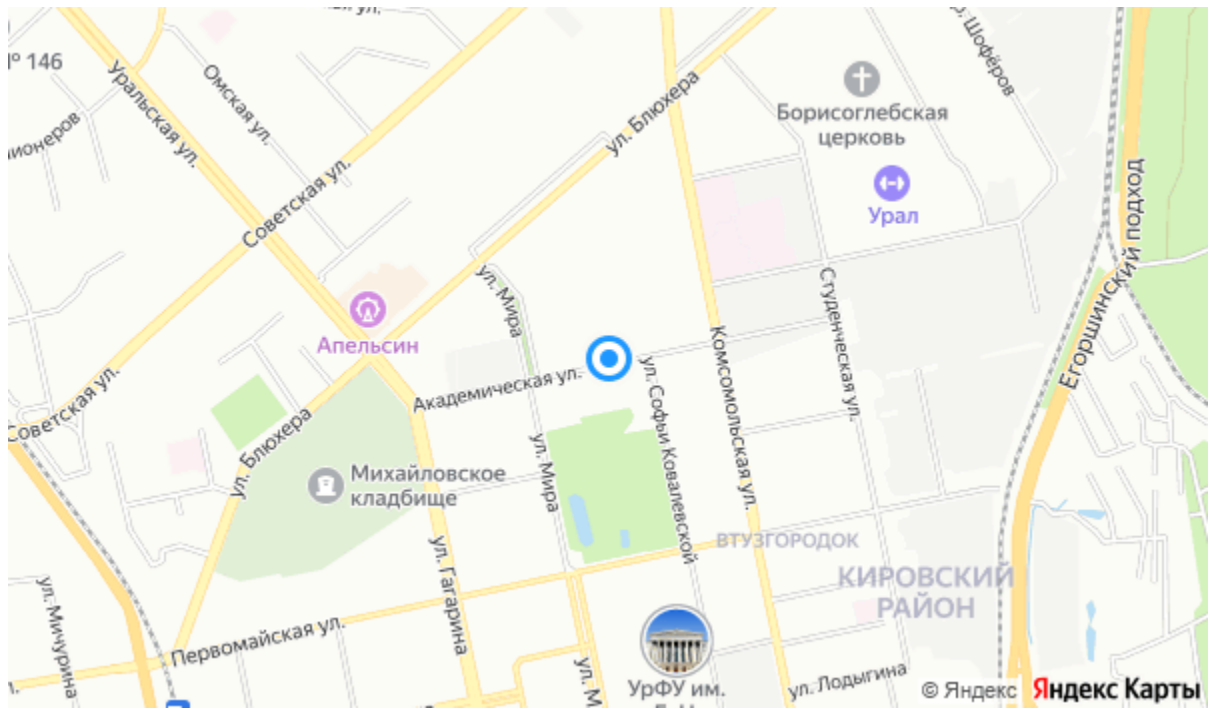 № 146
Уральская ул.
Омская ул.
ул. Блюхера
Шофёров
Борисоглебская
церковь
Урал
Советская ул.
Егоршинский подход
ул. Мира
Студенческая ул.
Апельсин
Комсомольская ул.
Академическая ул.
ул. Софьи Ковалевской
Советская ул.
ул. Блюхера
Михайловское
кладбище
ул. Мира
ВТУЗГОРОДОК
КИРОВСКИЙ
РАЙОН
ул. Гагарина
ул. Мичурина
Первомайская ул.
ул. М
УрФУ им.
ул. Лодыгина
© Яндекс Яндекс Карты